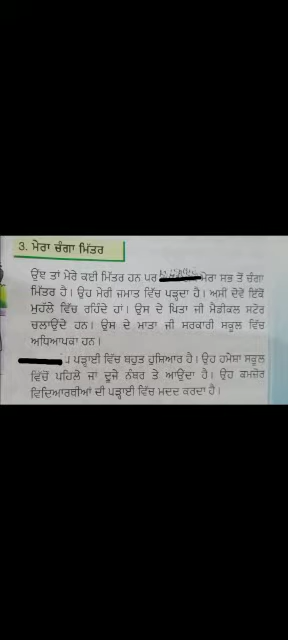 3. ਮੇਰਾ ਚੰਗਾ ਮਿੱਤਰ
ਉਂਞ ਤਾਂ ਮੇਰੇ ਕਈ ਮਿੱਤਰ ਹਨ ਪਰ ਮੇਰਾ ਸਭ ਤੋਂ ਚੰਗਾ
ਮਿੱਤਰ ਹੈ। ਉਹ ਮੇਰੀ ਜਮਾਤ ਵਿੱਚ ਪੜ੍ਹਦਾ ਹੈ। ਅਸੀਂ ਦੋਵੇਂ ਇੱਕੋ
ਮੁਹੱਲੇ ਵਿੱਚ ਰਹਿੰਦੇ ਹਾਂ। ਉਸ ਦੇ ਪਿਤਾ ਜੀ ਮੈਡੀਕਲ ਸਟੋਰ
ਚਲਾਉਂਦੇ ਹਨ। ਉਸ ਦੇ ਮਾਤਾ ਜੀ ਸਰਕਾਰੀ ਸਕੂਲ ਵਿੱਚ
ਅਧਿਆਪਕਾ ਹਨ।
ਪੜ੍ਹਾਈ ਵਿੱਚ ਬਹੁਤ ਹੁਸ਼ਿਆਰ ਹੈ। ਉਹ ਹਮੇਸ਼ਾ ਸਕੂਲ
ਵਿੱਚੋਂ ਪਹਿਲੇ ਜਾਂ ਦੂਜੇ ਨੰਬਰ ਤੇ ਆਉਂਦਾ ਹੈ। ਉਹ ਕਮਜ਼ੋਰ
ਵਿਦਿਆਰਥੀਆਂ ਦੀ ਪੜ੍ਹਾਈ ਵਿੱਚ ਮਦਦ ਕਰਦਾ ਹੈ।